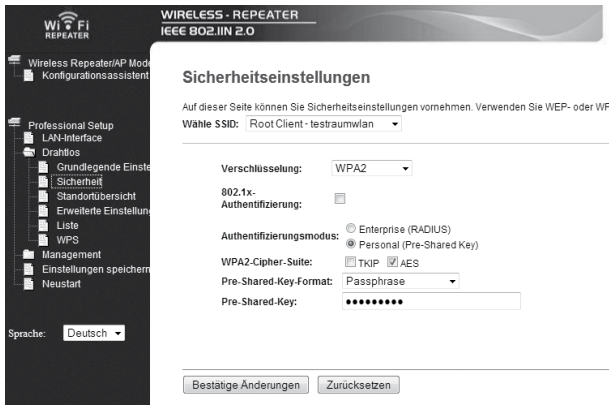 Wi Fi
REPEATER
WIRELESS - REPEATER
IEEE 802.11N 2.0
Wireless Repeater/AP Mode
Konfigurationsassistent
Professional Setup
LAN-Interface
Drahtlos
Grundlegende Einste
Sicherheit
Standortübersicht
Erweiterte Einstellun
Liste
WPS
Management
Einstellungen speichern
Neustart
Sprache: Deutsch
Sicherheitseinstellungen
Auf dieser Seite können Sie Sicherheitseinstellungen vornehmen. Verwenden Sie WEP- oder WP
Wähle SSID: Root Client - testraumwlan
Verschlüsselung: WPA2
802.1x-
Authentifizierung:
Authentifizierungsmodus: Enterprise (RADIUS)
Personal (Pre-Shared Key)
WPA2-Cipher-Suite: TKIP AES
Pre-Shared-Key-Format: Passphrase
Pre-Shared-Key: ●●●●●●●●●
Bestätige Änderungen Zurücksetzen